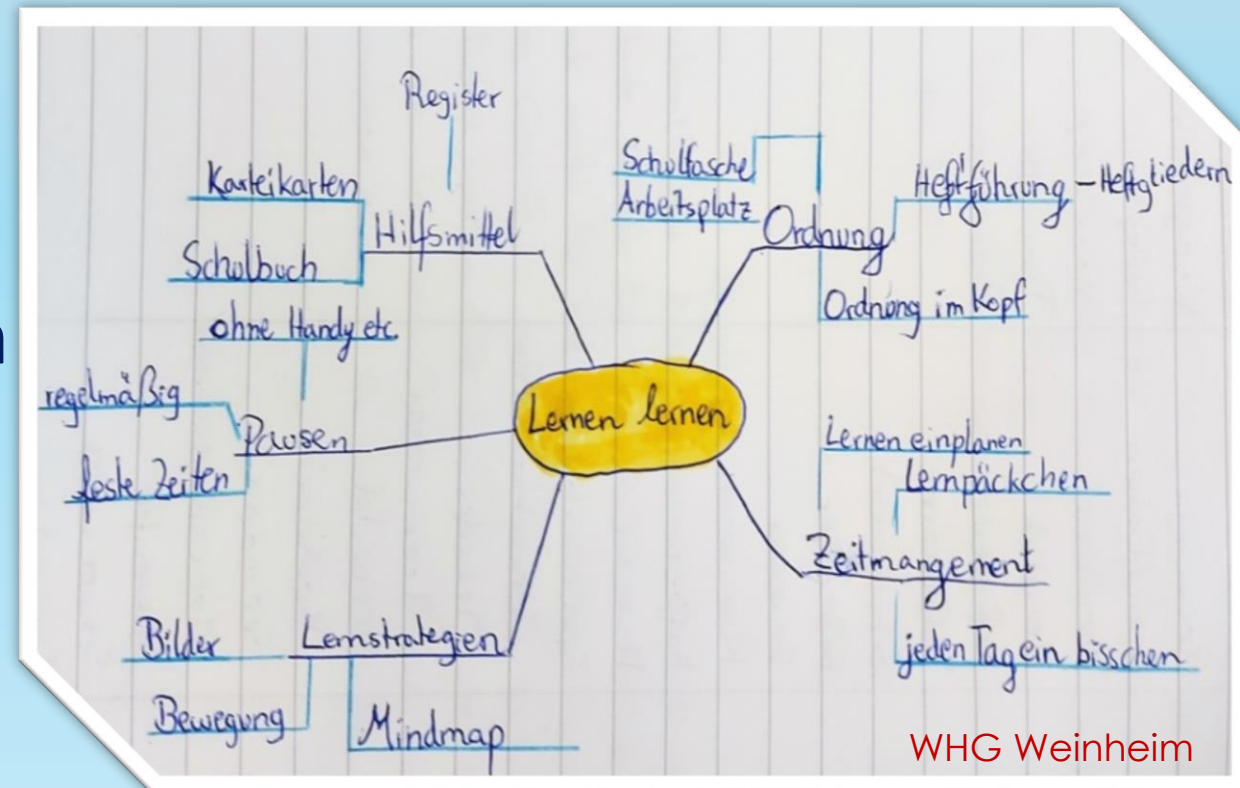 Register
Karteikarten
Schulbuch
Hilfsmittel
ohne Handy etc.
regelmäßig
feste Zeiten
Pausen
Bilder
Bewegung
Mindmap
Lernstrategien
Lernen lernen
Schultasche
Arbeitsplatz
Ordnung
Heftführung – Heftgliedern
Ordnung im Kopf
Lernen einplanen
Lernpäckchen
Zeitmangement
jeden Tag ein bisschen
WHG Weinheim